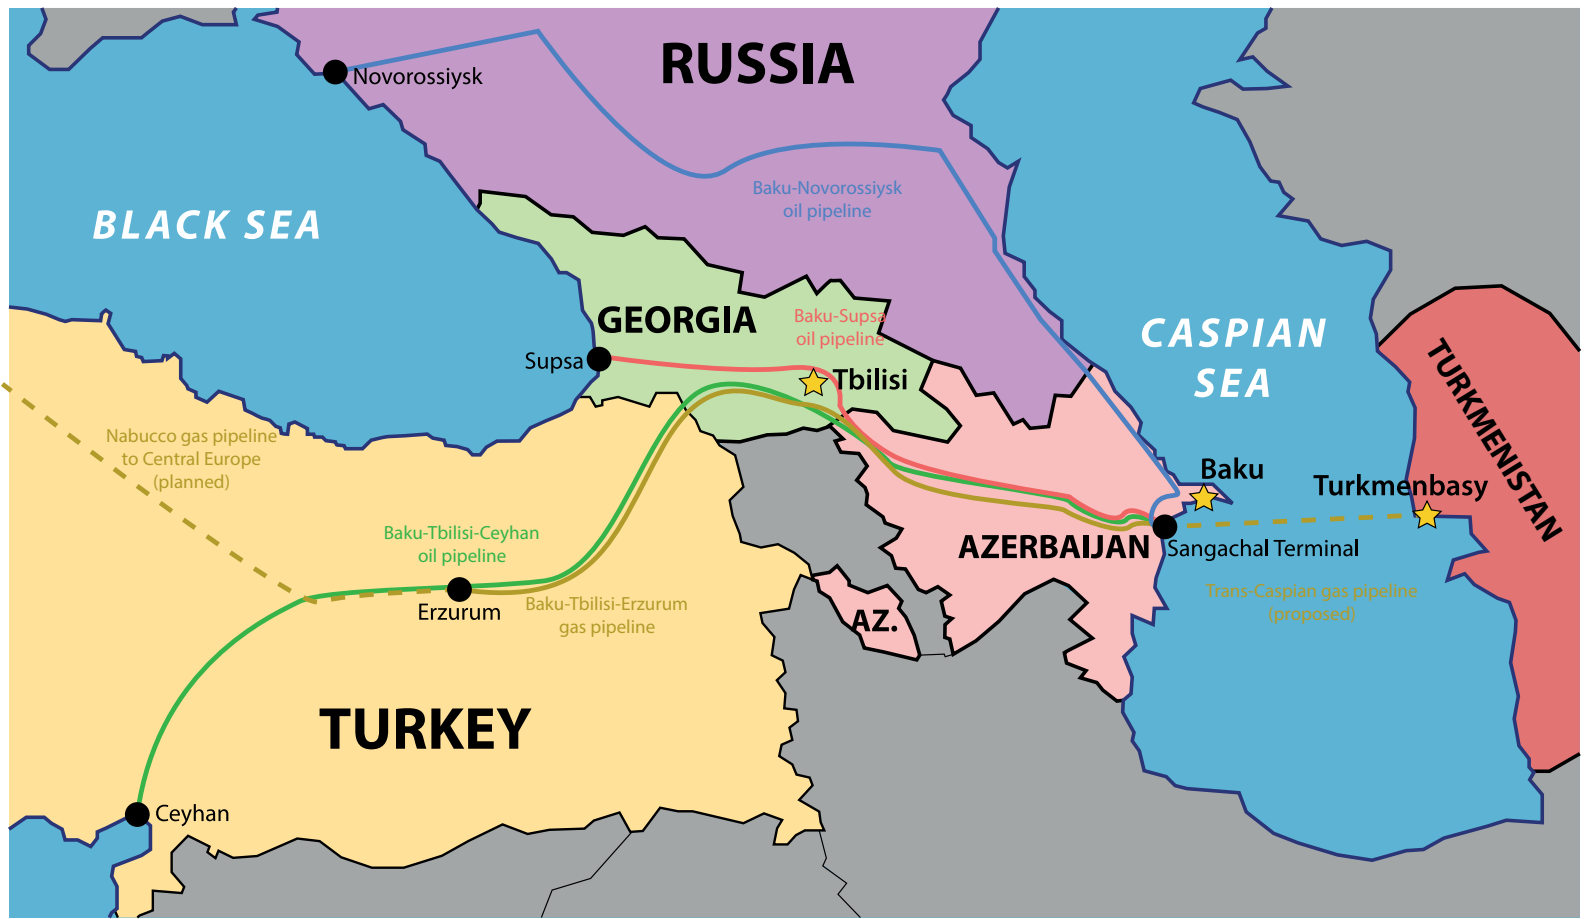 RUSSIA
Novorossiysk
Baku-Novorossiysk
oil pipeline
BLACK SEA
GEORGIA
Baku-Supsa
oil pipeline
CASPIAN
SEA
Supsa
Tbilisi
TURKMENISTAN
Nabucco gas pipeline
to Central Europe
(planned)
Baku
Turkmenbasy
Baku-Tbilisi-Ceyhan
oil pipeline
AZERBAIJAN
Sangachal Terminal
Erzurum
Baku-Tbilisi-Erzurum
gas pipeline
AZ.
Trans-Caspian gas pipeline
(proposed)
TURKEY
Ceyhan